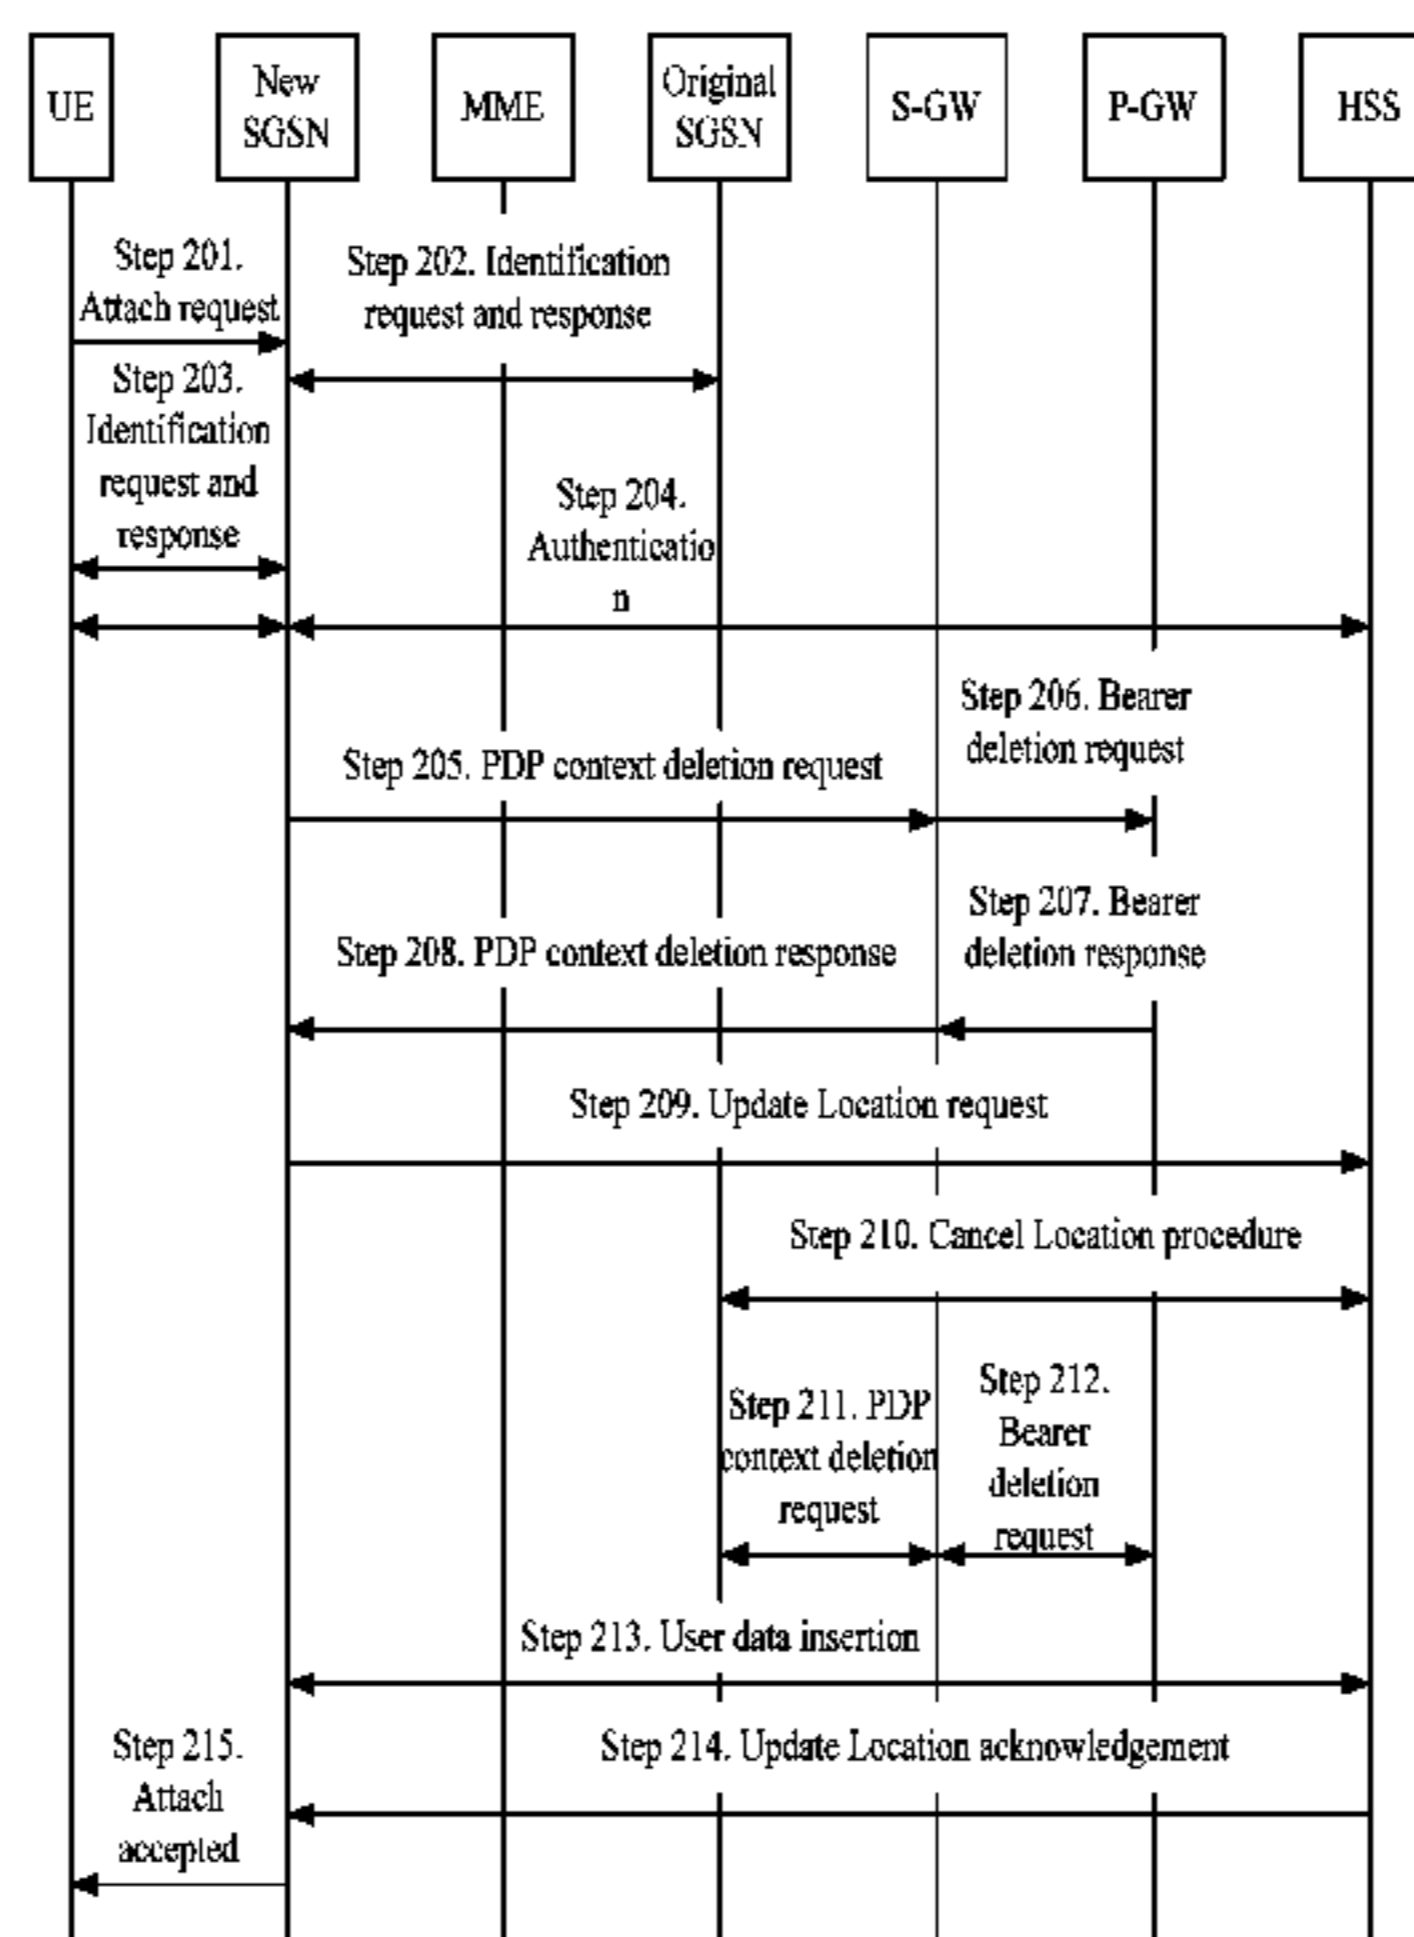 UE
New
SGSN
MME
Original
SGSN
S-GW
P-GW
HSS
Step 201.
Attach request
Step 202. Identification
request and response
Step 203.
Identification
request and
response
Step 204.
Authenticatio
n
Step 206. Bearer
deletion request
Step 205. PDP context deletion request
Step 207. Bearer
deletion response
Step 208. PDP context deletion response
Step 209. Update Location request
Step 210. Cancel Location procedure
Step 211. PDP
context deletion
request
Step 212.
Bearer
deletion
request
Step 213. User data insertion
Step 214. Update Location acknowledgement
Step 215.
Attach
accepted